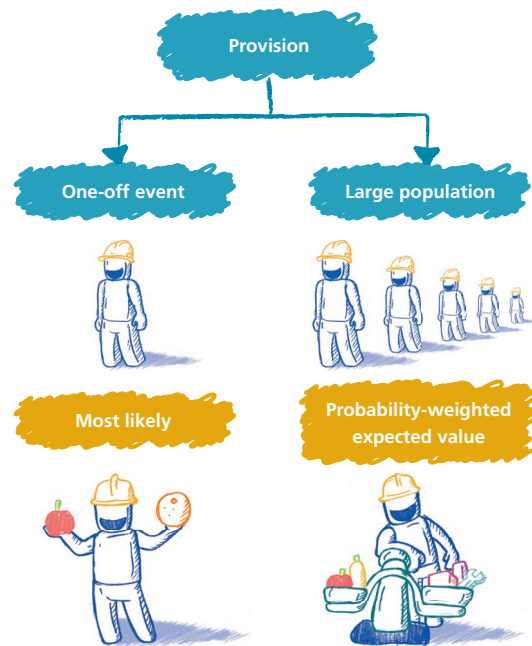 Provision
One-off event
Large population
Most likely
Probability-weighted
expected value